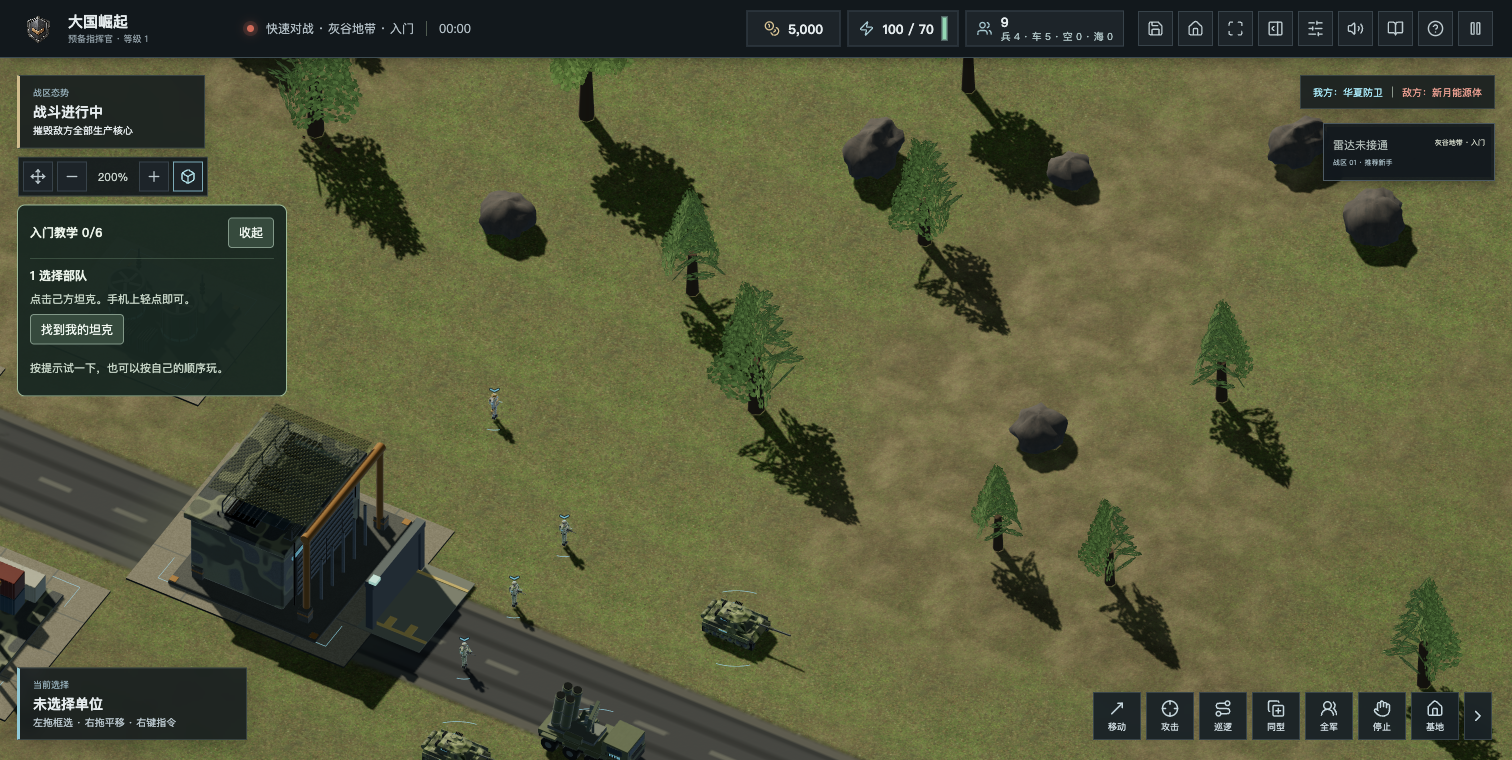 大国崛起
预备指挥官 · 等级 1
快速对战 · 灰谷地带 · 入门
00:00
5,000
100 / 70
9
兵 4 · 车 5 · 空 0 · 海 0
战区态势
战斗进行中
摧毁敌方全部生产核心
我方：华夏防卫
敌方：新月能源体
雷达未接通
灰谷地带 · 入门
战区 01 · 推荐新手
200%
入门教学 0/6
收起
1 选择部队
点击己方坦克。手机上轻点即可。
找到我的坦克
按提示试一下，也可以按自己的顺序玩。
当前选择
未选择单位
左拖框选 · 右拖平移 · 右键指令
移动
攻击
巡逻
同型
全军
停止
基地